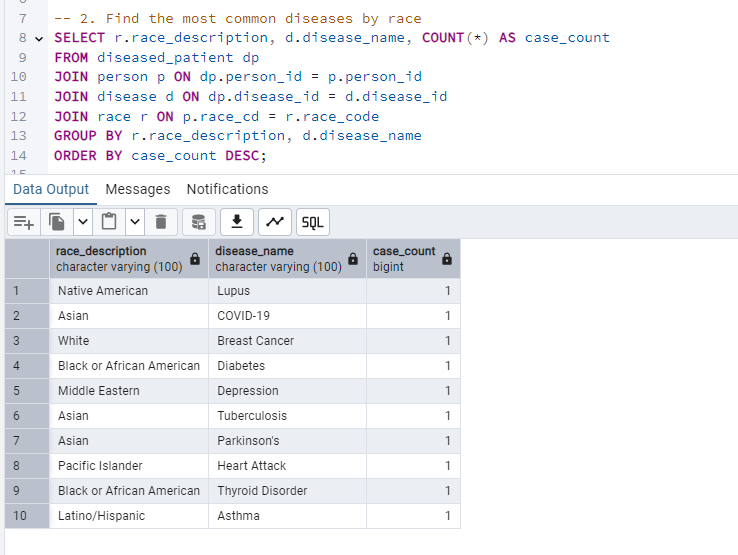 7 -- 2. Find the most common diseases by race
8 SELECT r.race_description, d.disease_name, COUNT(*) AS case_count
9 FROM diseased_patient dp
10 JOIN person p ON dp.person_id = p.person_id
11 JOIN disease d ON dp.disease_id = d.disease_id
12 JOIN race r ON p.race_cd = r.race_code
13 GROUP BY r.race_description, d.disease_name
14 ORDER BY case_count DESC;
Data Output Messages Notifications
SQL
race_description disease_name case_count
character varying (100) character varying (100) bigint
1 Native American Lupus 1
2 Asian COVID-19 1
3 White Breast Cancer 1
4 Black or African American Diabetes 1
5 Middle Eastern Depression 1
6 Asian Tuberculosis 1
7 Asian Parkinson's 1
8 Pacific Islander Heart Attack 1
9 Black or African American Thyroid Disorder 1
10 Latino/Hispanic Asthma 1